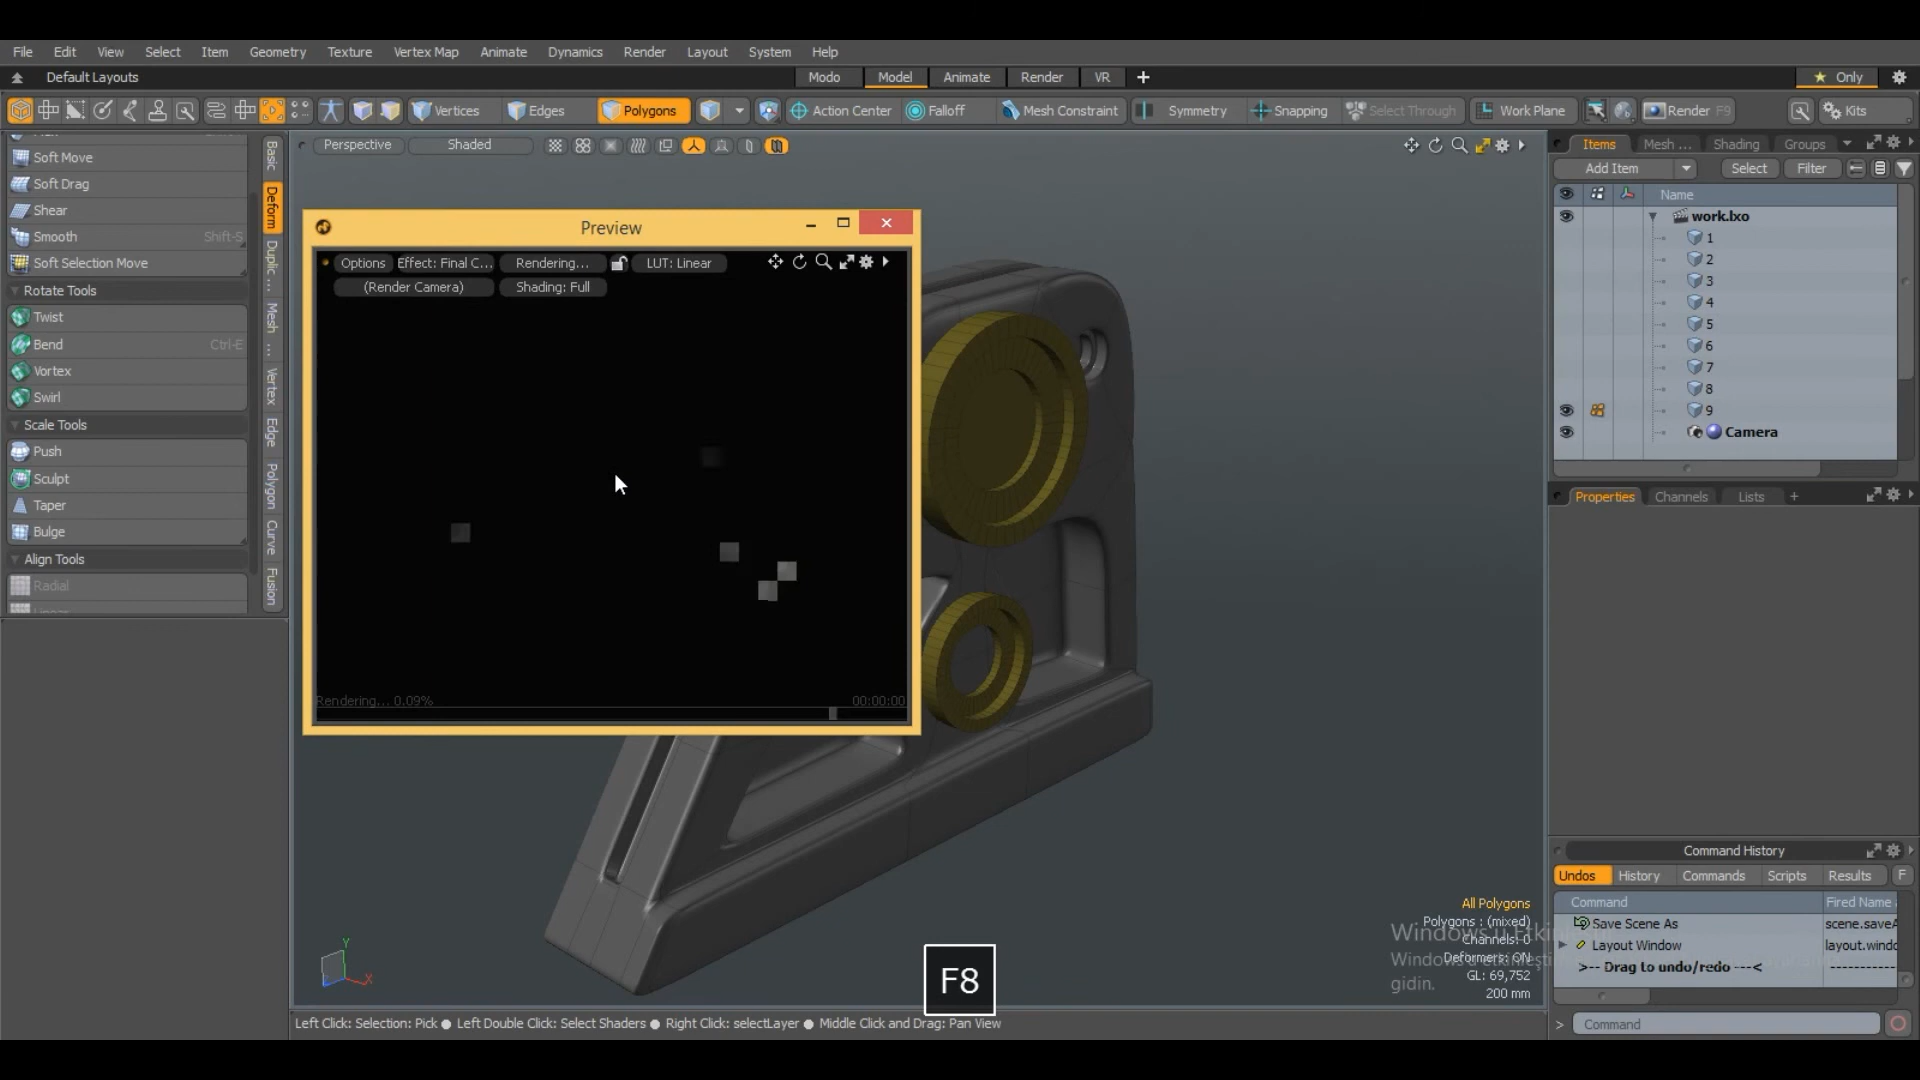 File Edit View Select Item Geometry Texture Vertex Map Animate Dynamics Render Layout System Help
Default Layouts Modo Model Animate Render VR + Only
Vertices Edges Polygons Action Center Falloff Mesh Constraint Symmetry Snapping Select Through Work Plane Render F9 Kits
Soft Move
Soft Drag
Shear
Smooth Shift-S
Soft Selection Move
Rotate Tools
Twist
Bend Ctrl-E
Vortex
Swirl
Scale Tools
Push
Sculpt
Taper
Bulge
Align Tools
Radial
Basic
Deform
Duplic ...
Mesh ...
Vertex
Edge
Polygon
Curve
Fusion
Perspective Shaded
Preview
Options Effect: Final C... Rendering... LUT: Linear
(Render Camera) Shading: Full
Rendering... 0.09% 00:00:00
Items Mesh ... Shading Groups
Add Item Select Filter
Name
work.lxo
1
2
3
4
5
6
7
8
9
Camera
Properties Channels Lists +
Command History
Undos History Commands Scripts Results F
Command Fired Name
Save Scene As scene.saveA
Layout Window layout.windo
>-- Drag to undo/redo ---< -----------
> Command
All Polygons
Polygons : (mixed)
Channels: 0
Deformers: ON
GL: 69,752
200 mm
gidin.
Y
X
F8
Left Click: Selection: Pick ● Left Double Click: Select Shaders ● Right Click: selectLayer ● Middle Click and Drag: Pan View